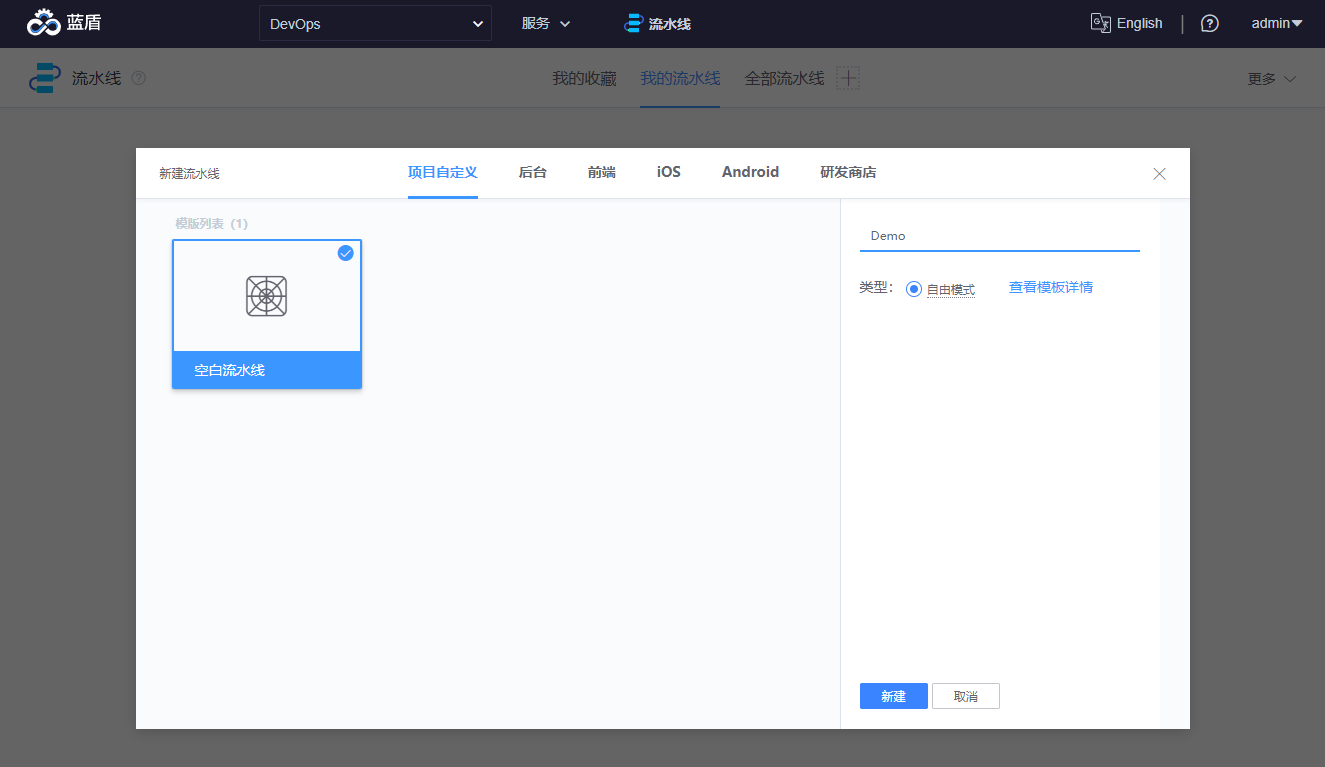 蓝盾 DevOps 服务 流水线 English admin
流水线 我的收藏 我的流水线 全部流水线 更多
新建流水线 项目自定义 后台 前端 iOS Android 研发商店
模版列表（1）
Demo
类型： 自由模式 查看模板详情
空白流水线
新建 取消